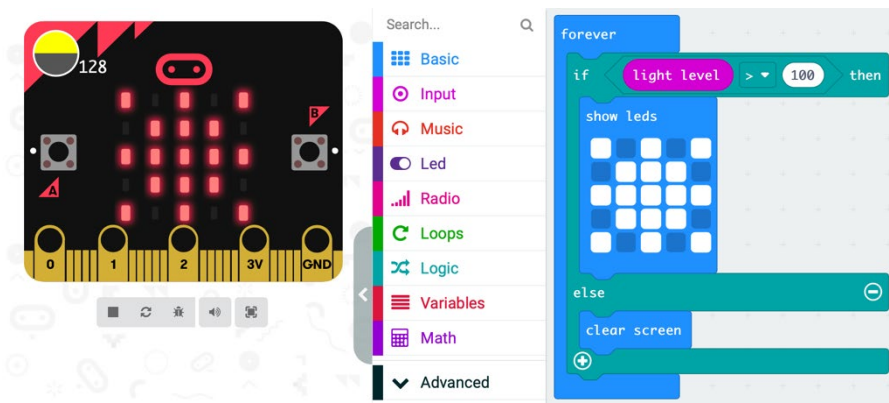 128
B
A
0 1 2 3V GND
Search...
Basic
Input
Music
Led
Radio
Loops
Logic
Variables
Math
Advanced
forever
if light level > 100 then
show leds
else
clear screen